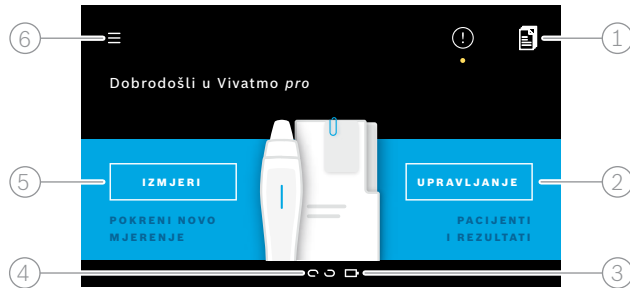 6
1
Dobrodošli u Vivatmo pro
5
IZMJERI
UPRAVLJANJE
2
POKRENI NOVO
MJERENJE
PACIJENTI
I REZULTATI
4
3